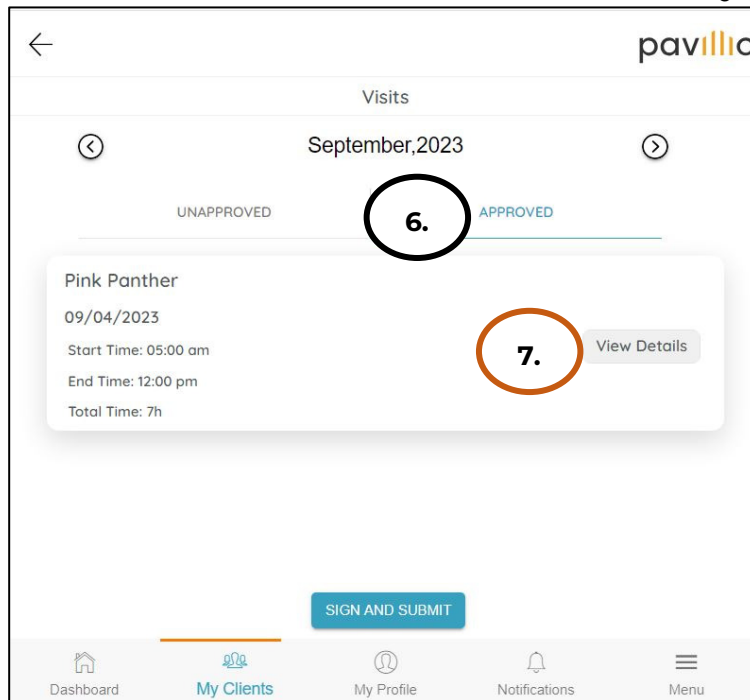 pavillio
Visits
September,2023
UNAPPROVED 6. APPROVED
Pink Panther
09/04/2023
Start Time: 05:00 am
7. View Details
End Time: 12:00 pm
Total Time: 7h
SIGN AND SUBMIT
Dashboard My Clients My Profile Notifications Menu